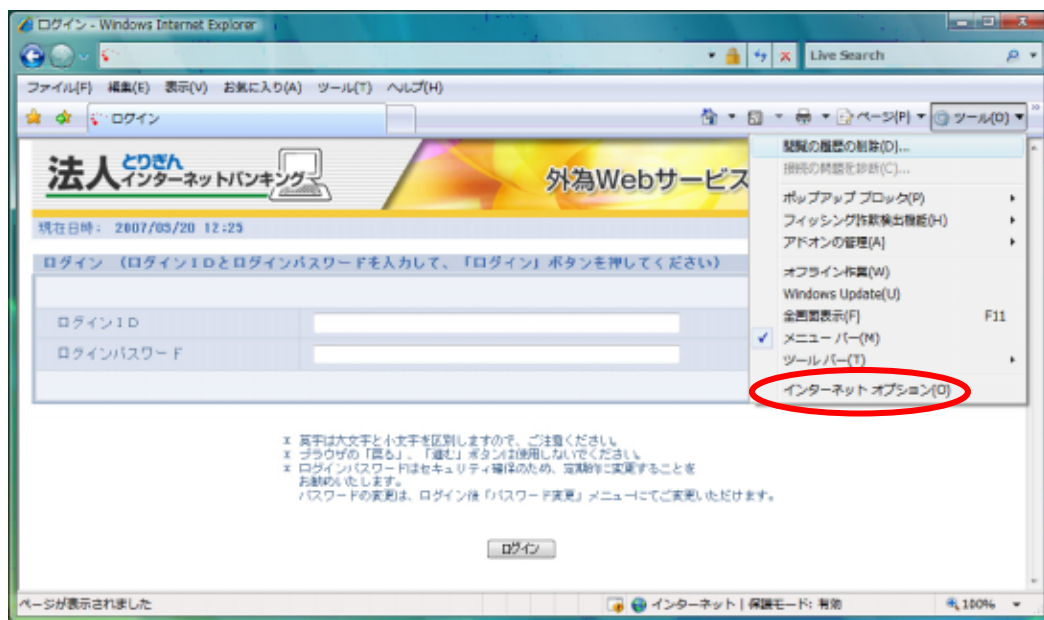 ログイン - Windows Internet Explorer
Live Search
ファイル(F) 編集(E) 表示(V) お気に入り(A) ツール(T) ヘルプ(H)
ログイン
ページ(P) ツール(O)
閲覧の履歴の削除(D)...
接続の問題を診断(C)...
ポップアップ ブロック(P)
フィッシング詐欺検出機能(H)
アドオンの管理(A)
オフライン作業(W)
Windows Update(U)
全画面表示(F) F11
メニュー バー(M)
ツール バー(T)
インターネット オプション(O)
法人 とりぎん インターネットバンキング
外為Webサービス
現在日時: 2007/03/20 12:25
ログイン (ログインIDとログインパスワードを入力して、「ログイン」ボタンを押してください)
ログインID
ログインパスワード
※ 英字は大文字と小文字を区別しますので、ご注意ください。
※ ブラウザの「戻る」、「進む」ボタンは使用しないでください。
※ ログインパスワードはセキュリティ確保のため、定期的に変更することを
お勧めいたします。
パスワードの変更は、ログイン後「パスワード変更」メニューにてご変更いただけます。
ログイン
ページが表示されました
インターネット | 保護モード: 有効
100%